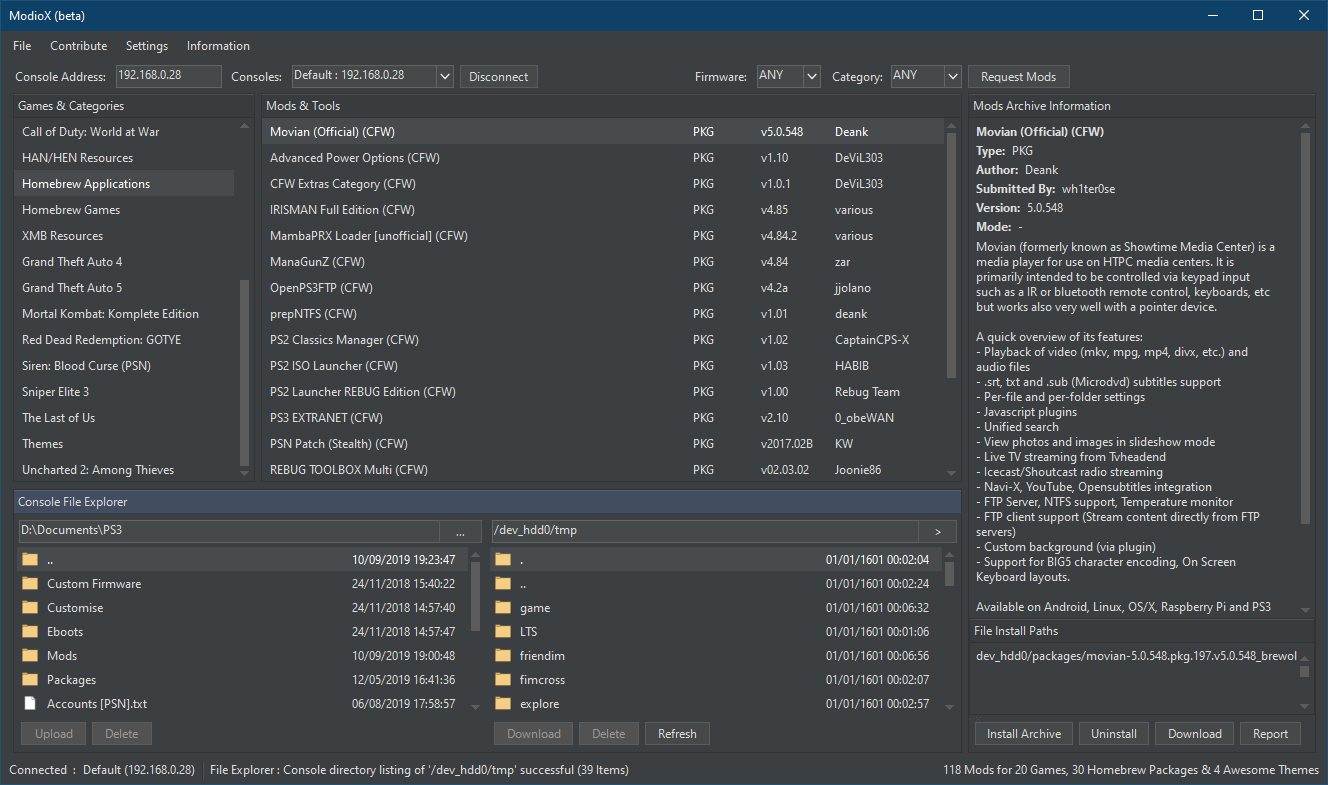 ModioX (beta)
File Contribute Settings Information
Console Address: 192.168.0.28 Consoles: Default : 192.168.0.28 Disconnect Firmware: ANY Category: ANY Request Mods
Games & Categories
Call of Duty: World at War
HAN/HEN Resources
Homebrew Applications
Homebrew Games
XMB Resources
Grand Theft Auto 4
Grand Theft Auto 5
Mortal Kombat: Komplete Edition
Red Dead Redemption: GOTYE
Siren: Blood Curse (PSN)
Sniper Elite 3
The Last of Us
Themes
Uncharted 2: Among Thieves
Mods & Tools
Movian (Official) (CFW) PKG v5.0.548 Deank
Advanced Power Options (CFW) PKG v1.10 DeViL303
CFW Extras Category (CFW) PKG v1.0.1 DeViL303
IRISMAN Full Edition (CFW) PKG v4.85 various
MambaPRX Loader [unofficial] (CFW) PKG v4.84.2 various
ManaGunZ (CFW) PKG v4.84 zar
OpenPS3FTP (CFW) PKG v4.2a jjolano
prepNTFS (CFW) PKG v1.01 deank
PS2 Classics Manager (CFW) PKG v1.02 CaptainCPS-X
PS2 ISO Launcher (CFW) PKG v1.03 HABIB
PS2 Launcher REBUG Edition (CFW) PKG v1.00 Rebug Team
PS3 EXTRANET (CFW) PKG v2.10 0_obeWAN
PSN Patch (Stealth) (CFW) PKG v2017.02B KW
REBUG TOOLBOX Multi (CFW) PKG v02.03.02 Joonie86
Mods Archive Information
Movian (Official) (CFW)
Type: PKG
Author: Deank
Submitted By: wh1ter0se
Version: 5.0.548
Mode: -
Movian (formerly known as Showtime Media Center) is a
media player for use on HTPC media centers. It is
primarily intended to be controlled via keypad input
such as a IR or bluetooth remote control, keyboards, etc
but works also very well with a pointer device.
A quick overview of its features:
- Playback of video (mkv, mpg, mp4, divx, etc.) and
audio files
- .srt, txt and .sub (Microdvd) subtitles support
- Per-file and per-folder settings
- Javascript plugins
- Unified search
- View photos and images in slideshow mode
- Live TV streaming from Tvheadend
- Icecast/Shoutcast radio streaming
- Navi-X, YouTube, Opensubtitles integration
- FTP Server, NTFS support, Temperature monitor
- FTP client support (Stream content directly from FTP
servers)
- Custom background (via plugin)
- Support for BIG5 character encoding, On Screen
Keyboard layouts.
Available on Android, Linux, OS/X, Raspberry Pi and PS3
File Install Paths
dev_hdd0/packages/movian-5.0.548.pkg.197.v5.0.548_brewol
Install Archive Uninstall Download Report
Console File Explorer
D:\Documents\PS3 ...
.. 10/09/2019 19:23:47
Custom Firmware 24/11/2018 15:40:22
Customise 24/11/2018 14:57:40
Eboots 24/11/2018 14:57:47
Mods 10/09/2019 19:00:48
Packages 12/05/2019 16:41:36
Accounts [PSN].txt 06/08/2019 17:58:57
Upload Delete
/dev_hdd0/tmp >
. 01/01/1601 00:02:04
.. 01/01/1601 00:02:24
game 01/01/1601 00:06:32
LTS 01/01/1601 00:01:06
friendim 01/01/1601 00:06:56
fimcross 01/01/1601 00:02:07
explore 01/01/1601 00:02:57
Download Delete Refresh
Connected : Default (192.168.0.28) File Explorer : Console directory listing of '/dev_hdd0/tmp' successful (39 Items) 118 Mods for 20 Games, 30 Homebrew Packages & 4 Awesome Themes